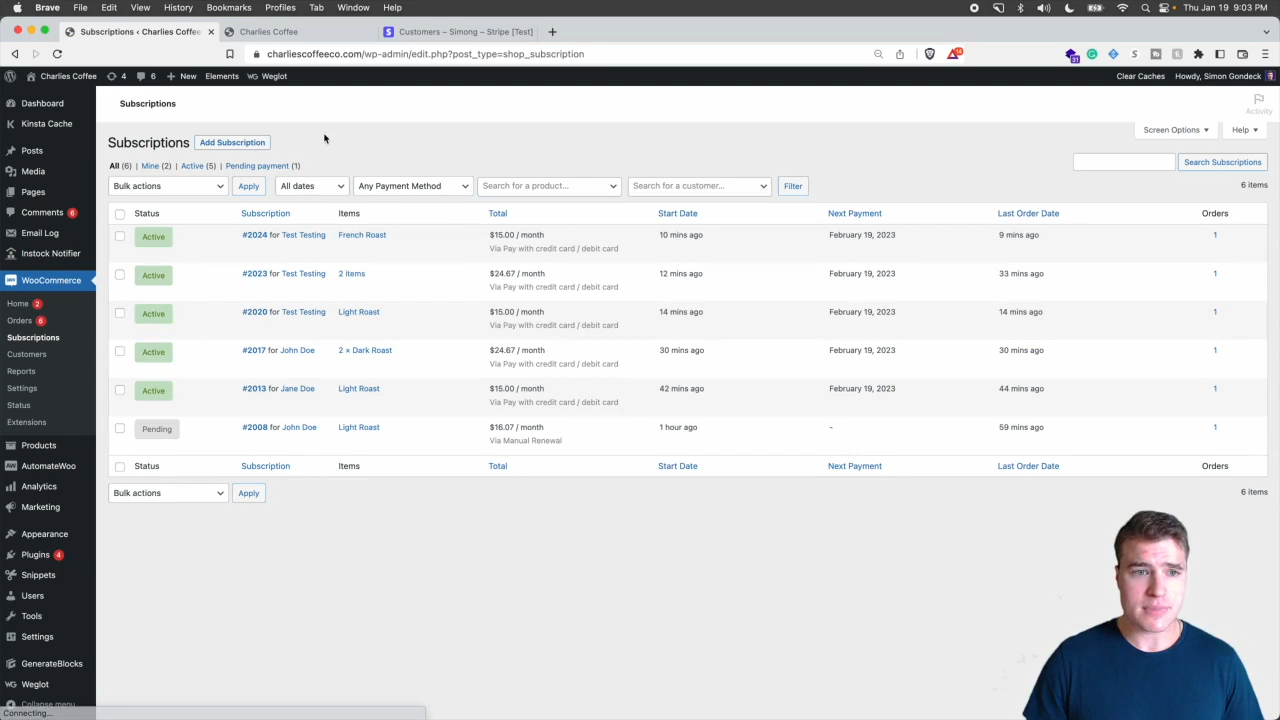 Brave File Edit View History Bookmarks Profiles Tab Window Help Thu Jan 19 9:03 PM
Subscriptions ‹ Charlies Coffee Charlies Coffee Customers – Simong – Stripe [Test]
charliescoffeeco.com/wp-admin/edit.php?post_type=shop_subscription
Charlies Coffee 4 6 New Elements Weglot Clear Caches Howdy, Simon Gondeck
Dashboard
Kinsta Cache
Posts
Media
Pages
Comments 6
Email Log
Instock Notifier
WooCommerce
Home 2
Orders 6
Subscriptions
Customers
Reports
Settings
Status
Extensions
Products
AutomateWoo
Analytics
Marketing
Appearance
Plugins 4
Snippets
Users
Tools
Settings
GenerateBlocks
Weglot
Collapse menu
Connecting...
Subscriptions
Activity
Screen Options Help
Subscriptions Add Subscription
All (6) | Mine (2) | Active (5) | Pending payment (1)
Search Subscriptions
Bulk actions Apply All dates Any Payment Method Search for a product... Search for a customer... Filter 6 items
Status Subscription Items Total Start Date Next Payment Last Order Date Orders
Active #2024 for Test Testing French Roast $15.00 / month 10 mins ago February 19, 2023 9 mins ago 1
Via Pay with credit card / debit card
Active #2023 for Test Testing 2 items $24.67 / month 12 mins ago February 19, 2023 33 mins ago 1
Via Pay with credit card / debit card
Active #2020 for Test Testing Light Roast $15.00 / month 14 mins ago February 19, 2023 14 mins ago 1
Via Pay with credit card / debit card
Active #2017 for John Doe 2 × Dark Roast $24.67 / month 30 mins ago February 19, 2023 30 mins ago 1
Via Pay with credit card / debit card
Active #2013 for Jane Doe Light Roast $15.00 / month 42 mins ago February 19, 2023 44 mins ago 1
Via Pay with credit card / debit card
Pending #2008 for John Doe Light Roast $16.07 / month 1 hour ago - 59 mins ago 1
Via Manual Renewal
Status Subscription Items Total Start Date Next Payment Last Order Date Orders
Bulk actions Apply 6 items